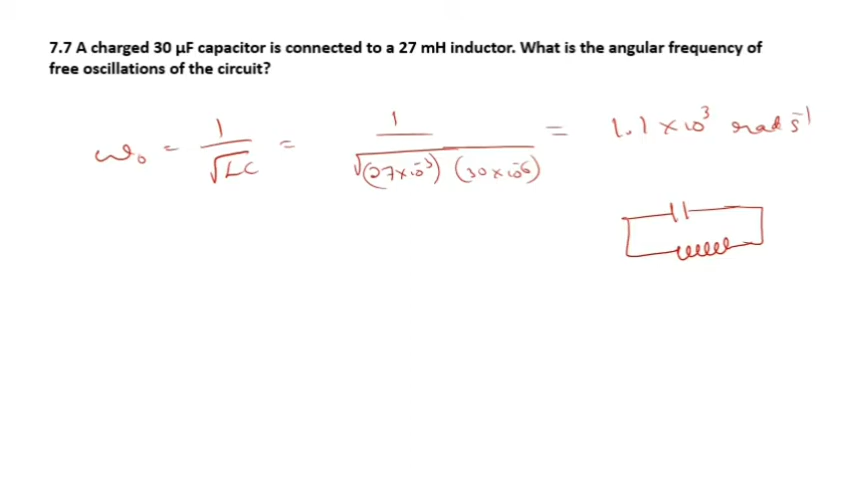 7.7 A charged 30 µF capacitor is connected to a 27 mH inductor. What is the angular frequency of
free oscillations of the circuit?
ω₀ = 1/√LC = 1/√(27×10⁻³) (30×10⁻⁶) = 1.1 × 10³ rad s⁻¹